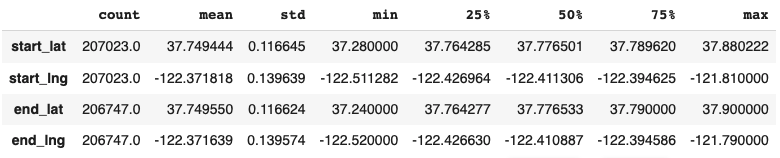 count mean std min 25% 50% 75% max
start_lat 207023.0 37.749444 0.116645 37.280000 37.764285 37.776501 37.789620 37.880222
start_lng 207023.0 -122.371818 0.139639 -122.511282 -122.426964 -122.411306 -122.394625 -121.810000
end_lat 206747.0 37.749550 0.116624 37.240000 37.764277 37.776533 37.790000 37.900000
end_lng 206747.0 -122.371639 0.139574 -122.520000 -122.426630 -122.410887 -122.394586 -121.790000